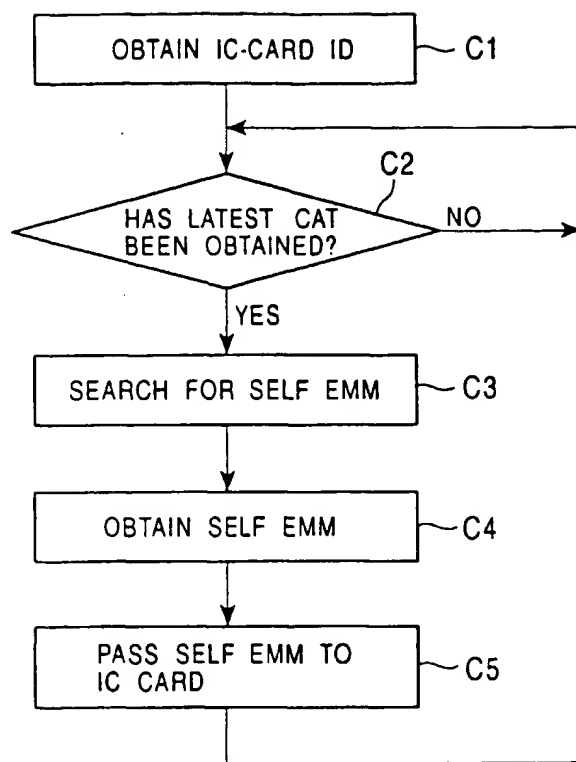 OBTAIN IC-CARD ID
C1
C2
HAS LATEST CAT
BEEN OBTAINED?
NO
YES
SEARCH FOR SELF EMM
C3
OBTAIN SELF EMM
C4
PASS SELF EMM TO
IC CARD
C5